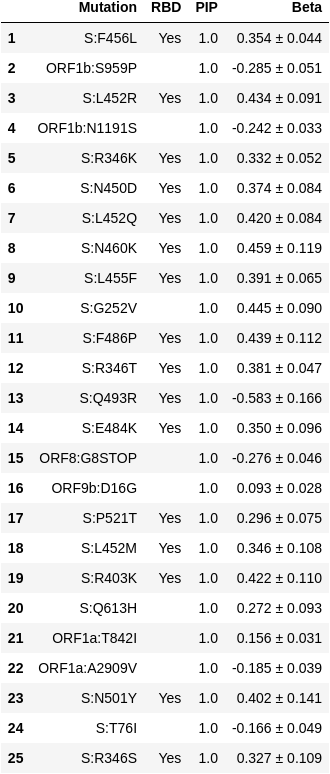 Mutation RBD PIP Beta
1 S:F456L Yes 1.0 0.354 ± 0.044
2 ORF1b:S959P 1.0 -0.285 ± 0.051
3 S:L452R Yes 1.0 0.434 ± 0.091
4 ORF1b:N1191S 1.0 -0.242 ± 0.033
5 S:R346K Yes 1.0 0.332 ± 0.052
6 S:N450D Yes 1.0 0.374 ± 0.084
7 S:L452Q Yes 1.0 0.420 ± 0.084
8 S:N460K Yes 1.0 0.459 ± 0.119
9 S:L455F Yes 1.0 0.391 ± 0.065
10 S:G252V 1.0 0.445 ± 0.090
11 S:F486P Yes 1.0 0.439 ± 0.112
12 S:R346T Yes 1.0 0.381 ± 0.047
13 S:Q493R Yes 1.0 -0.583 ± 0.166
14 S:E484K Yes 1.0 0.350 ± 0.096
15 ORF8:G8STOP 1.0 -0.276 ± 0.046
16 ORF9b:D16G 1.0 0.093 ± 0.028
17 S:P521T Yes 1.0 0.296 ± 0.075
18 S:L452M Yes 1.0 0.346 ± 0.108
19 S:R403K Yes 1.0 0.422 ± 0.110
20 S:Q613H 1.0 0.272 ± 0.093
21 ORF1a:T842I 1.0 0.156 ± 0.031
22 ORF1a:A2909V 1.0 -0.185 ± 0.039
23 S:N501Y Yes 1.0 0.402 ± 0.141
24 S:T76I 1.0 -0.166 ± 0.049
25 S:R346S Yes 1.0 0.327 ± 0.109